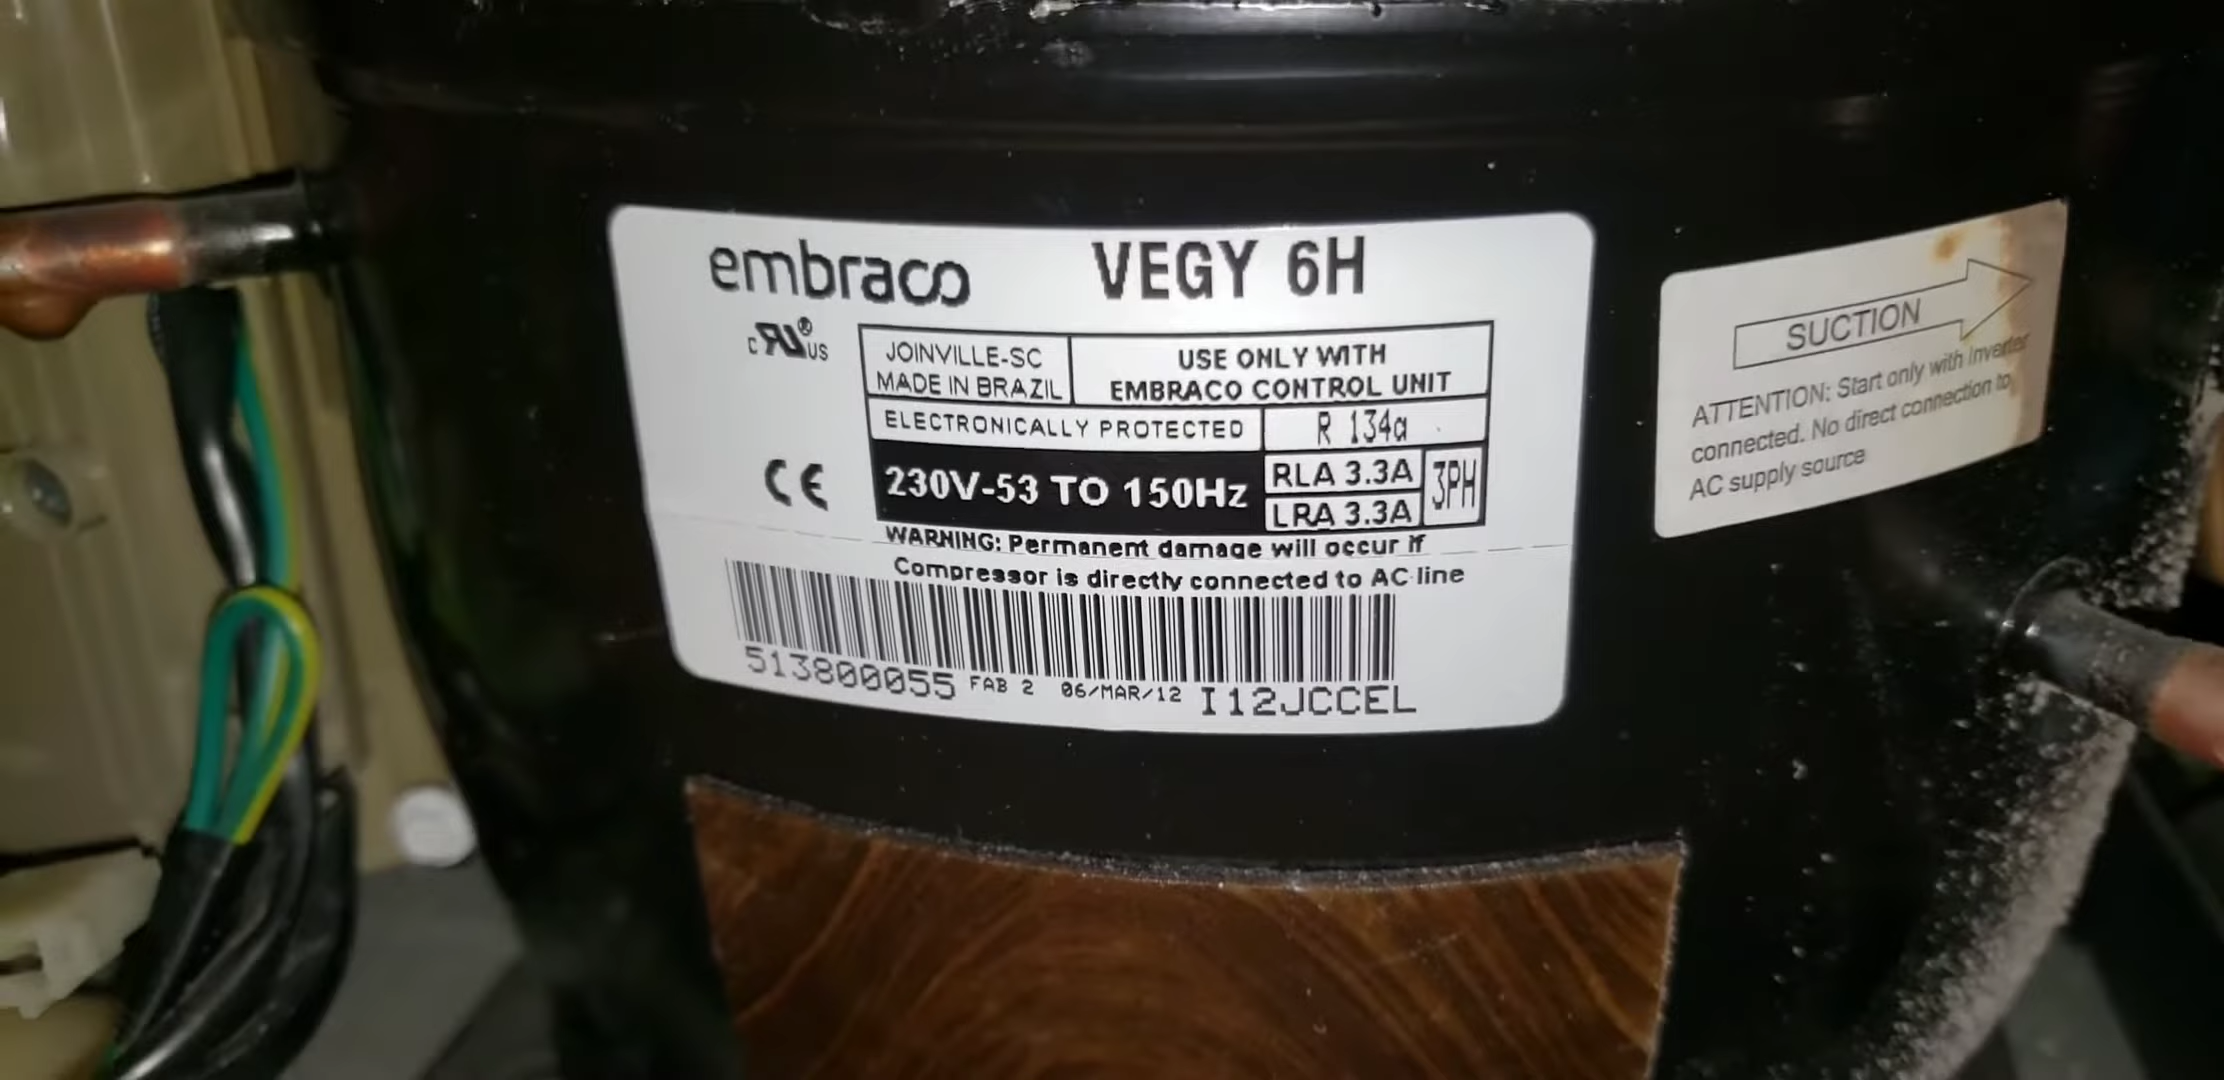 embraco VEGY 6H
c RU® US
JOINVILLE-SC
MADE IN BRAZIL
USE ONLY WITH
EMBRACO CONTROL UNIT
ELECTRONICALLY PROTECTED
R 134a
CE
230V-53 TO 150Hz
RLA 3.3A
LRA 3.3A
3PH
WARNING: Permanent damage will occur if
Compressor is directly connected to AC line
513800055 FAB 2 06/MAR/12 I12JCCEL
SUCTION
ATTENTION: Start only with Inverter
connected. No direct connection to
AC supply source